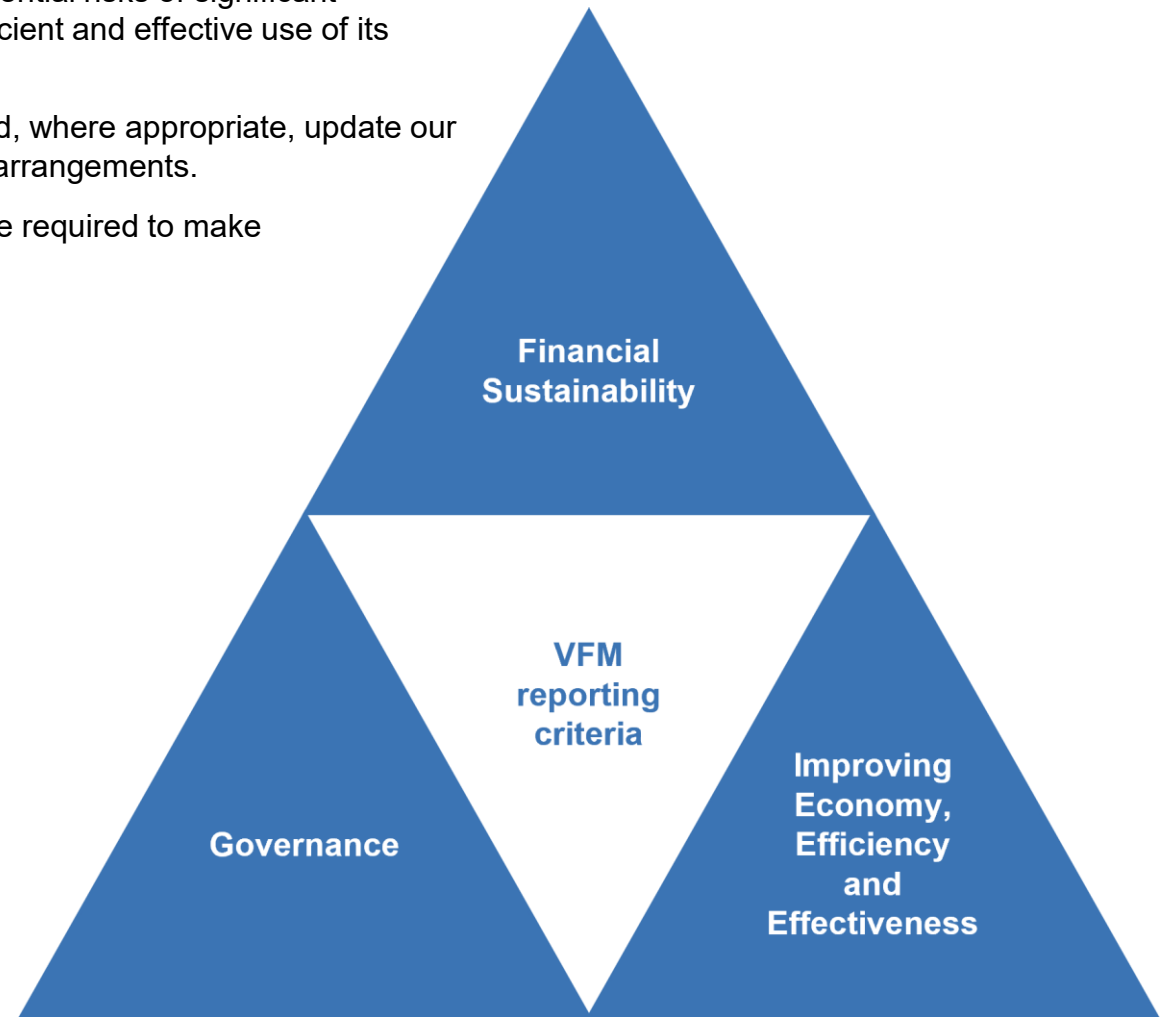 cient and effective use of its
d, where appropriate, update our
arrangements.
e required to make
Financial
Sustainability
VFM
reporting
criteria
Governance
Improving
Economy,
Efficiency
and
Effectiveness